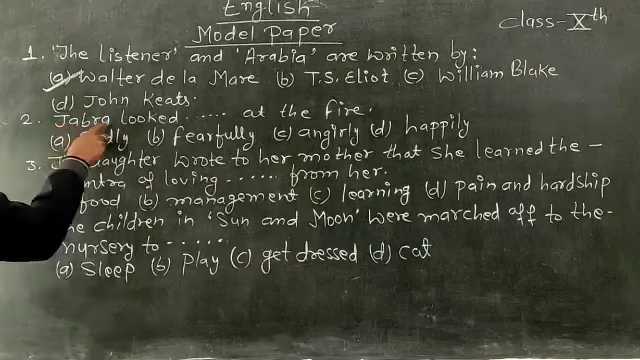 English
Model Paper
Class-Xth
1. 'The Listener' and 'Arabia' are written by:
(a) Walter de la Mare (b) T.S. Eliot (c) William Blake
(d) John Keats.
2. Jabra looked ...... at the fire.
(a) (b) fearfully (c) angirly (d) happily
3. daughter wrote to her mother that she learned the -
of loving ...... from her.
(b) management (c) learning (d) pain and hardship
children in 'Sun and Moon' were marched off to the-
nursery to ......
(a) Sleep (b) play (c) get dressed (d) cat